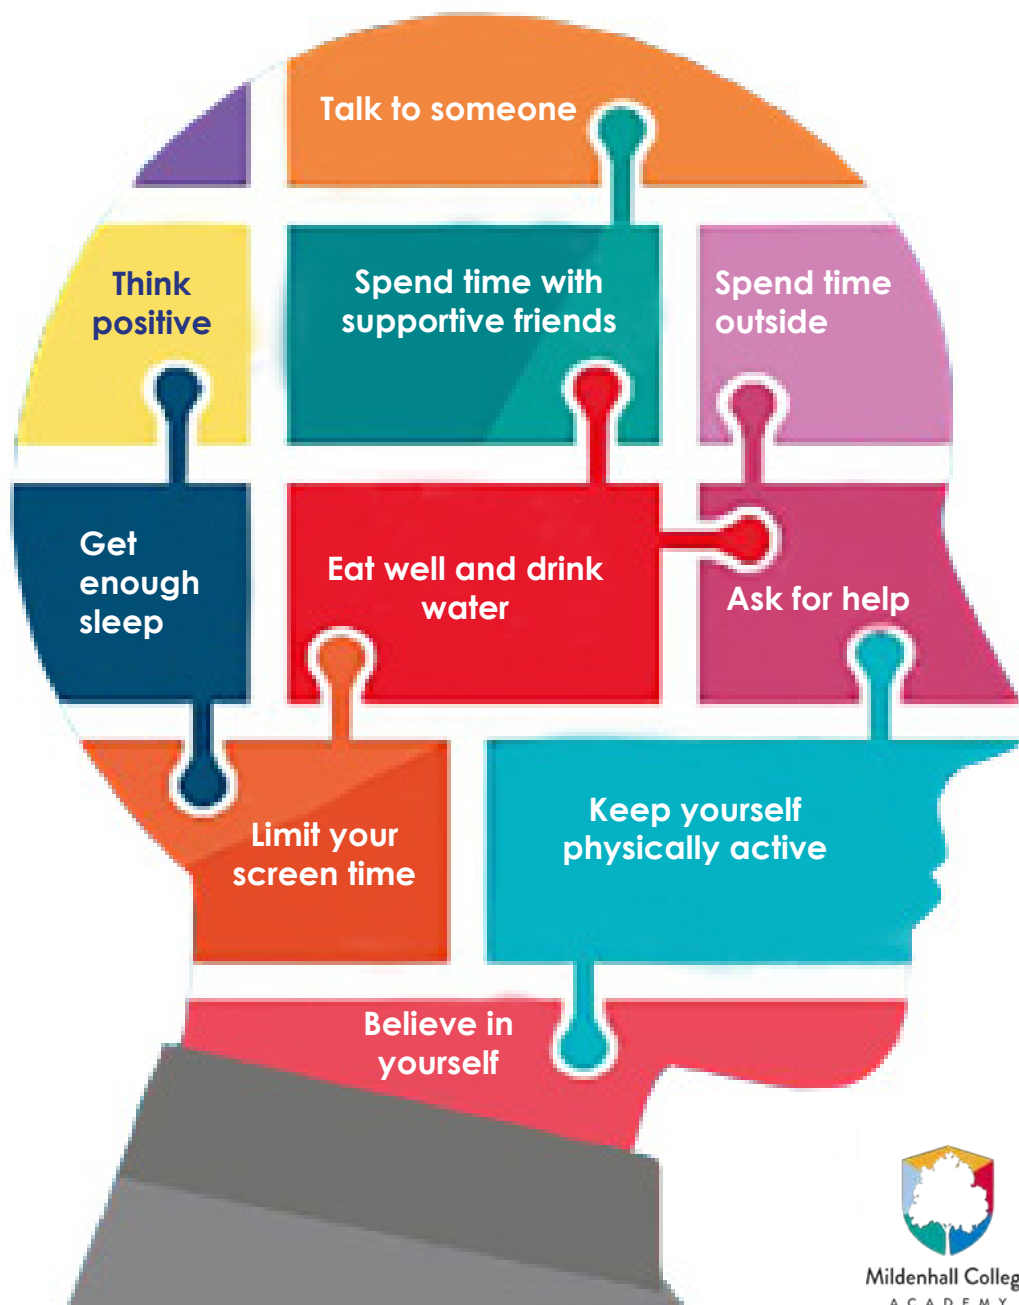 Talk to someone
Think
positive
Spend time with
supportive friends
Spend time
outside
Get
enough
sleep
Eat well and drink
water
Ask for help
Limit your
screen time
Keep yourself
physically active
Believe in
yourself
Mildenhall Colleg
ACADEMY